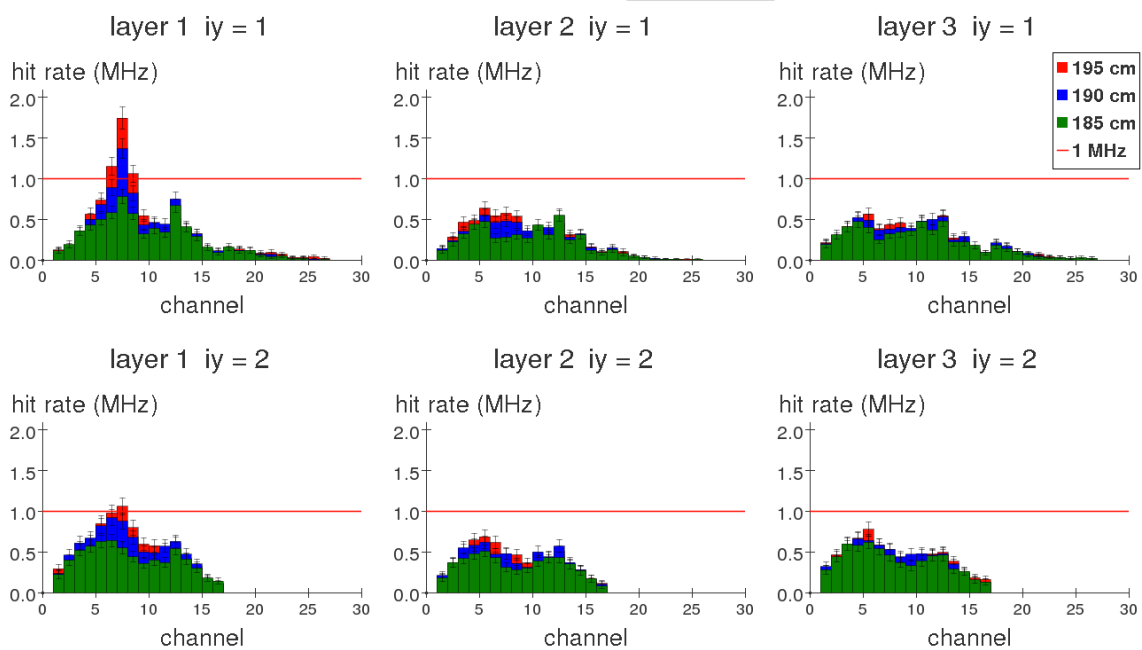 layer 1 iy = 1
layer 2 iy = 1
layer 3 iy = 1
hit rate (MHz)
hit rate (MHz)
hit rate (MHz)
195 cm
190 cm
185 cm
1 MHz
2.0
1.5
1.0
0.5
0.0
0 5 10 15 20 25 30
channel
2.0
1.5
1.0
0.5
0.0
0 5 10 15 20 25 30
channel
2.0
1.5
1.0
0.5
0.0
0 5 10 15 20 25 30
channel
layer 1 iy = 2
layer 2 iy = 2
layer 3 iy = 2
hit rate (MHz)
hit rate (MHz)
hit rate (MHz)
2.0
1.5
1.0
0.5
0.0
0 5 10 15 20 25 30
channel
2.0
1.5
1.0
0.5
0.0
0 5 10 15 20 25 30
channel
2.0
1.5
1.0
0.5
0.0
0 5 10 15 20 25 30
channel